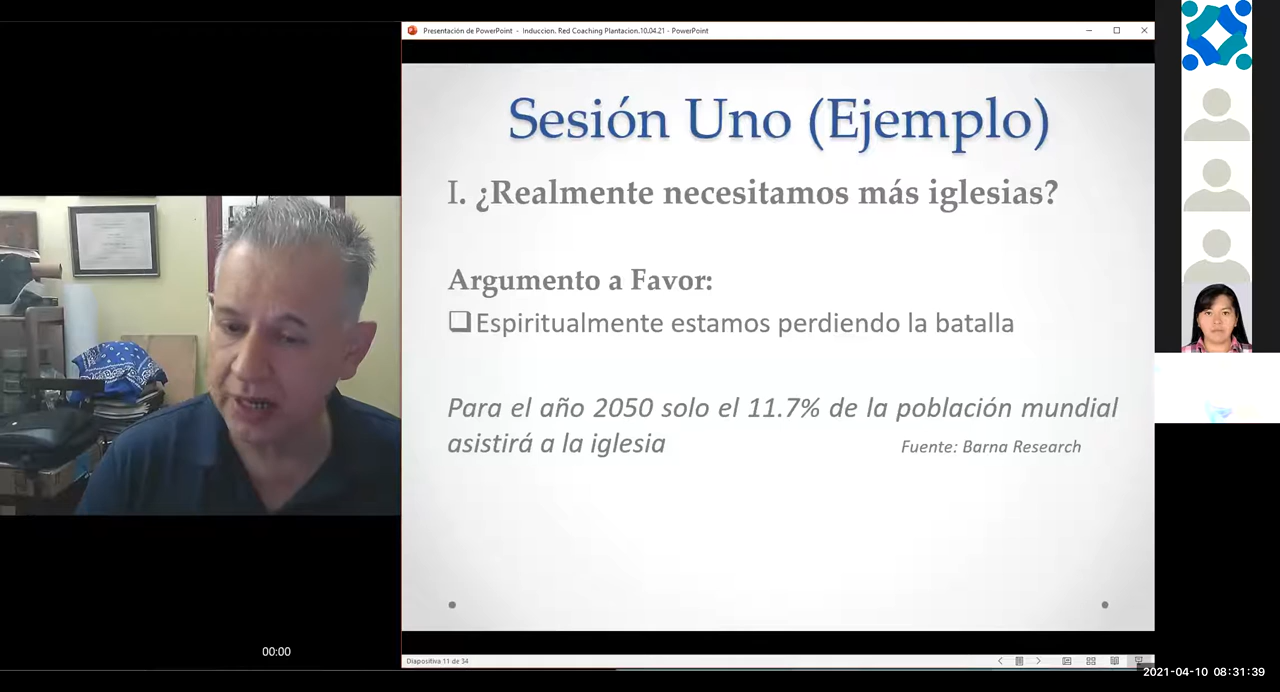 Presentación de PowerPoint - Induccion. Red Coaching Plantacion.10.04.21 - PowerPoint
Sesión Uno (Ejemplo)
I. ¿Realmente necesitamos más iglesias?
Argumento a Favor:
Espiritualmente estamos perdiendo la batalla
Para el año 2050 solo el 11.7% de la población mundial
asistirá a la iglesia
Fuente: Barna Research
00:00
Diapositiva 11 de 34
2021-04-10 08:31:39